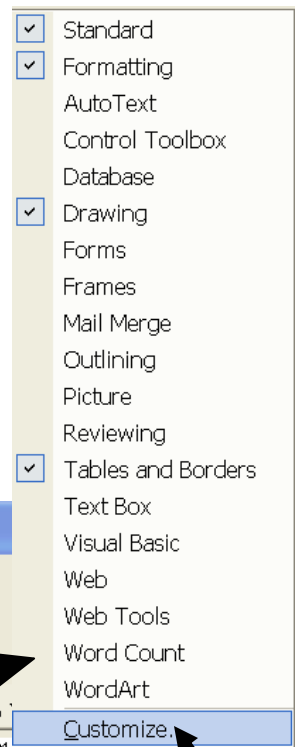 Standard
Formatting
AutoText
Control Toolbox
Database
Drawing
Forms
Frames
Mail Merge
Outlining
Picture
Reviewing
Tables and Borders
Text Box
Visual Basic
Web
Web Tools
Word Count
WordArt
Customize..